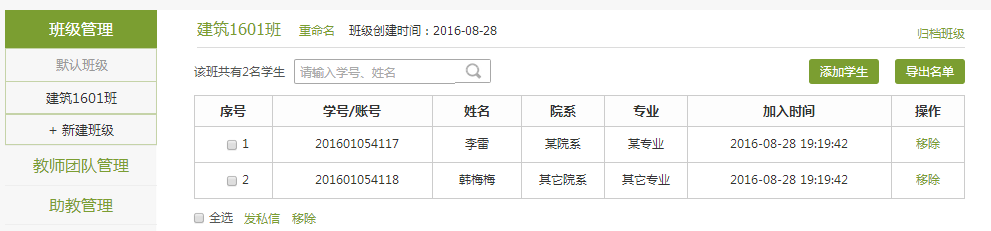 班级管理
默认班级
建筑1601班
+ 新建班级
教师团队管理
助教管理
建筑1601班 重命名 班级创建时间：2016-08-28 归档班级
该班共有2名学生 请输入学号、姓名 添加学生 导出名单
序号 学号/账号 姓名 院系 专业 加入时间 操作
1 201601054117 李雷 某院系 某专业 2016-08-28 19:19:42 移除
2 201601054118 韩梅梅 其它院系 其它专业 2016-08-28 19:19:42 移除
全选 发私信 移除